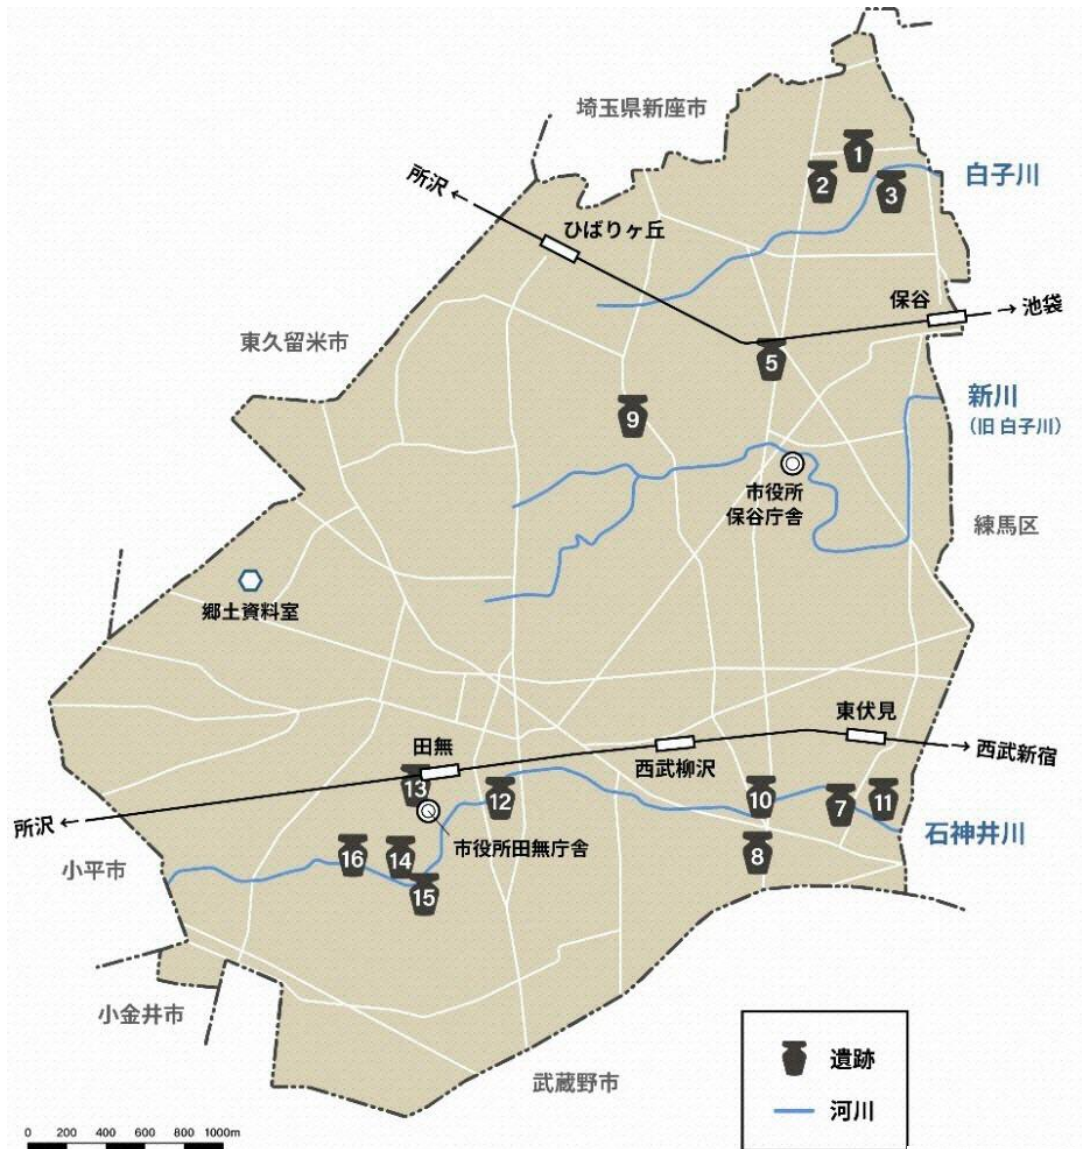 埼玉県新座市
1
2
3
白子川
所沢 ←
ひばりヶ丘
保谷
→ 池袋
東久留米市
5
新川
(旧 白子川)
9
市役所
保谷庁舎
練馬区
郷土資料室
東伏見
田無
西武柳沢
→ 西武新宿
13
12
10
7
11
所沢 ←
石神井川
市役所田無庁舎
小平市
16
14
8
15
小金井市
遺跡
武蔵野市
河川
0 200 400 600 800 1000m